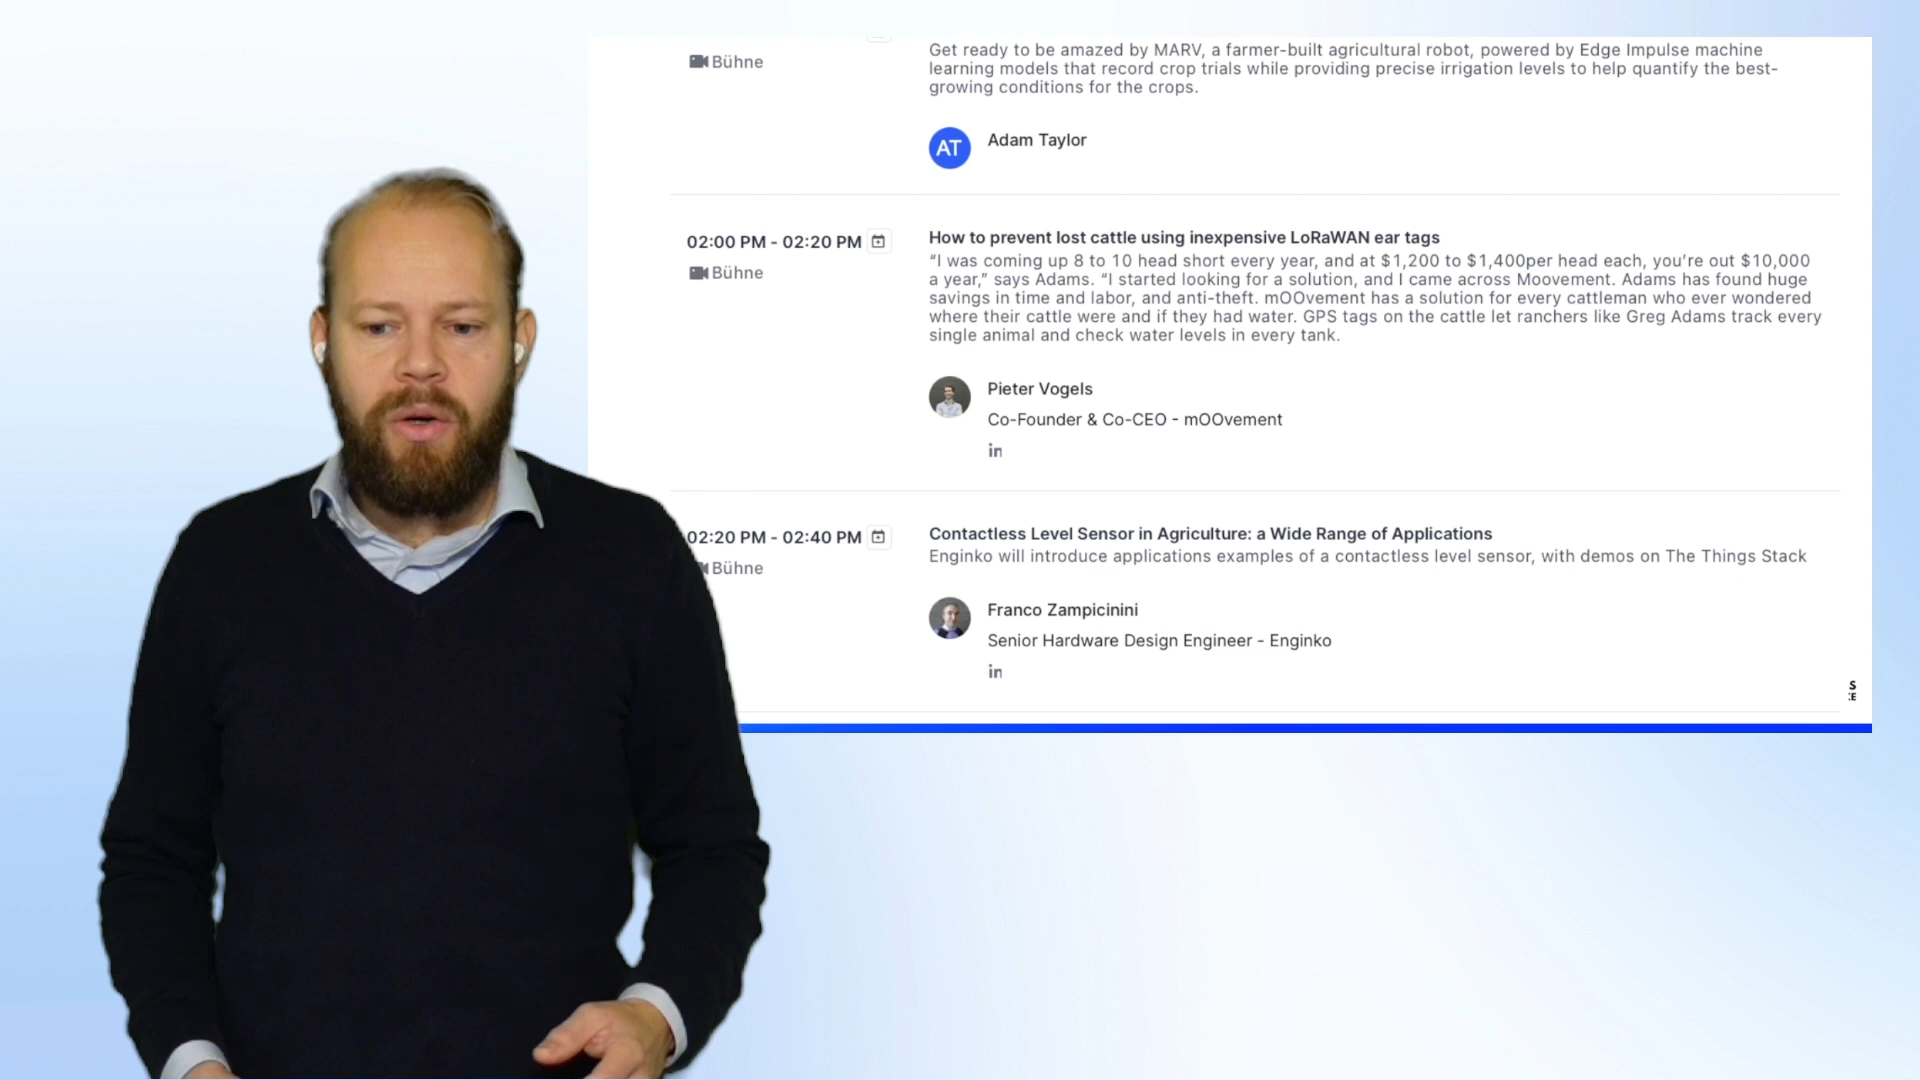 Bühne
Get ready to be amazed by MARV, a farmer-built agricultural robot, powered by Edge Impulse machine
learning models that record crop trials while providing precise irrigation levels to help quantify the best-
growing conditions for the crops.
AT
Adam Taylor
02:00 PM - 02:20 PM
Bühne
How to prevent lost cattle using inexpensive LoRaWAN ear tags
“I was coming up 8 to 10 head short every year, and at $1,200 to $1,400per head each, you’re out $10,000
a year,” says Adams. “I started looking for a solution, and I came across Moovement. Adams has found huge
savings in time and labor, and anti-theft. mOOvement has a solution for every cattleman who ever wondered
where their cattle were and if they had water. GPS tags on the cattle let ranchers like Greg Adams track every
single animal and check water levels in every tank.
Pieter Vogels
Co-Founder & Co-CEO - mOOvement
in
02:20 PM - 02:40 PM
Bühne
Contactless Level Sensor in Agriculture: a Wide Range of Applications
Enginko will introduce applications examples of a contactless level sensor, with demos on The Things Stack
Franco Zampicinini
Senior Hardware Design Engineer - Enginko
in
S